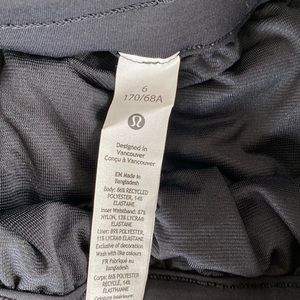 6
170/68A
Designed in
Vancouver
Conçu à Vancouver
EN Made in
Bangladesh
Body: 86% RECYCLED
POLYESTER, 14%
ELASTANE
Inner Waistband: 87%
NYLON, 13% LYCRA®
ELASTANE
Liner: 89% POLYESTER,
11% LYCRA® ELASTANE
Exclusive of decoration
Wash with like colours
FR Fabriqué au
Bangladesh
Corps: 86% POLYESTER
RECYCLÉ, 14%
ÉLASTHANNE
Ceinture intérieure